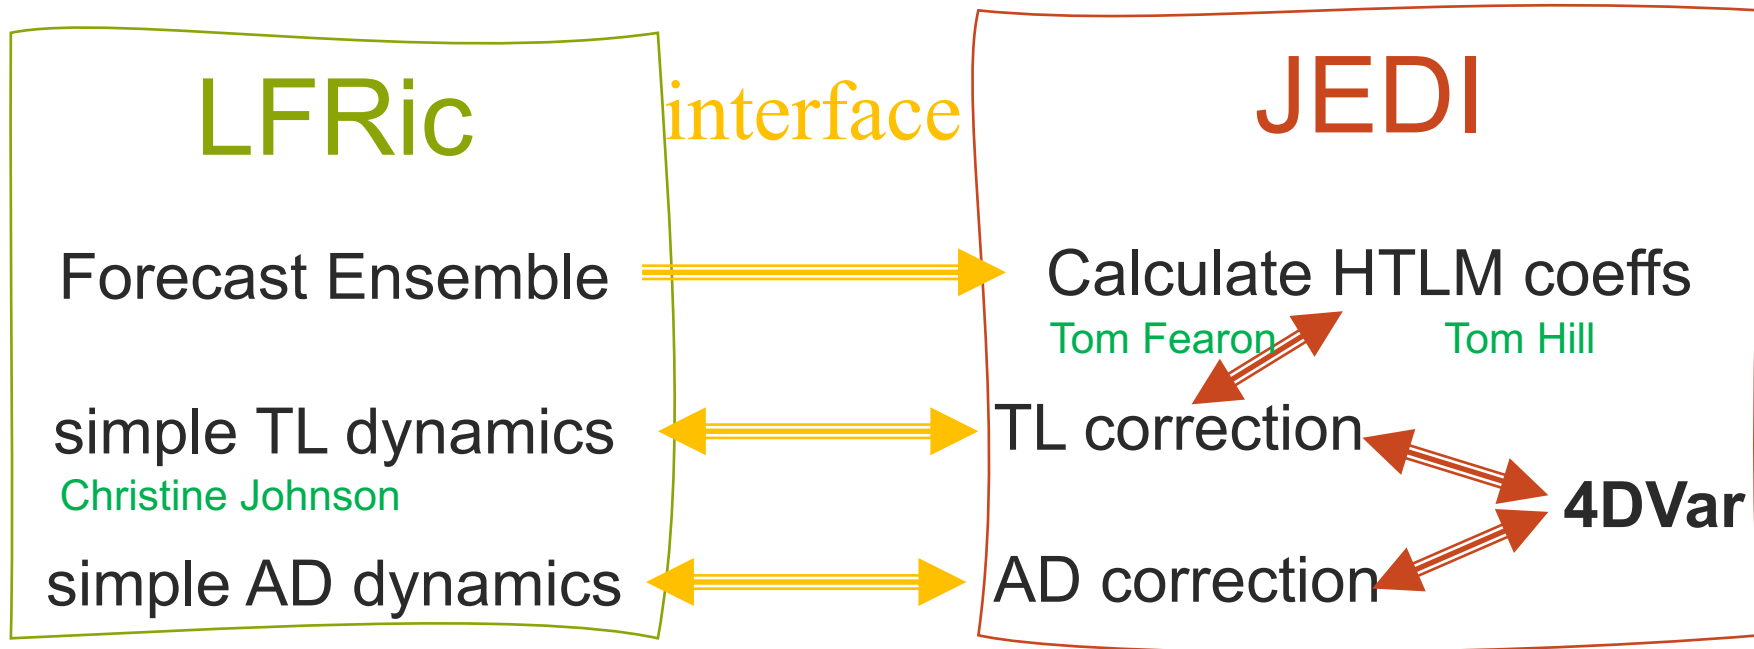 LFRic
interface
JEDI
Forecast Ensemble
Calculate HTLM coeffs
Tom Fearon
Tom Hill
simple TL dynamics
TL correction
Christine Johnson
4DVar
simple AD dynamics
AD correction